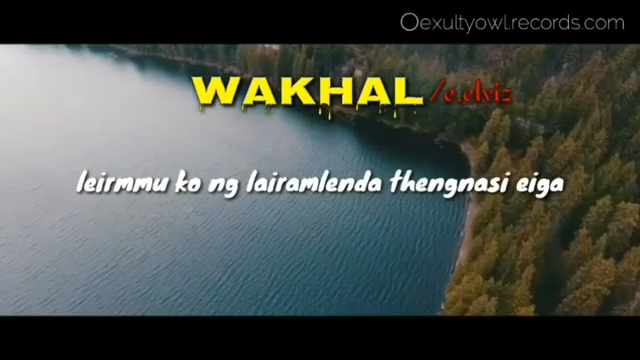 Oexultyowl.records.com
WAKHAL/e.elviz
leirmmu ko ng lairamlenda thengnasi eiga